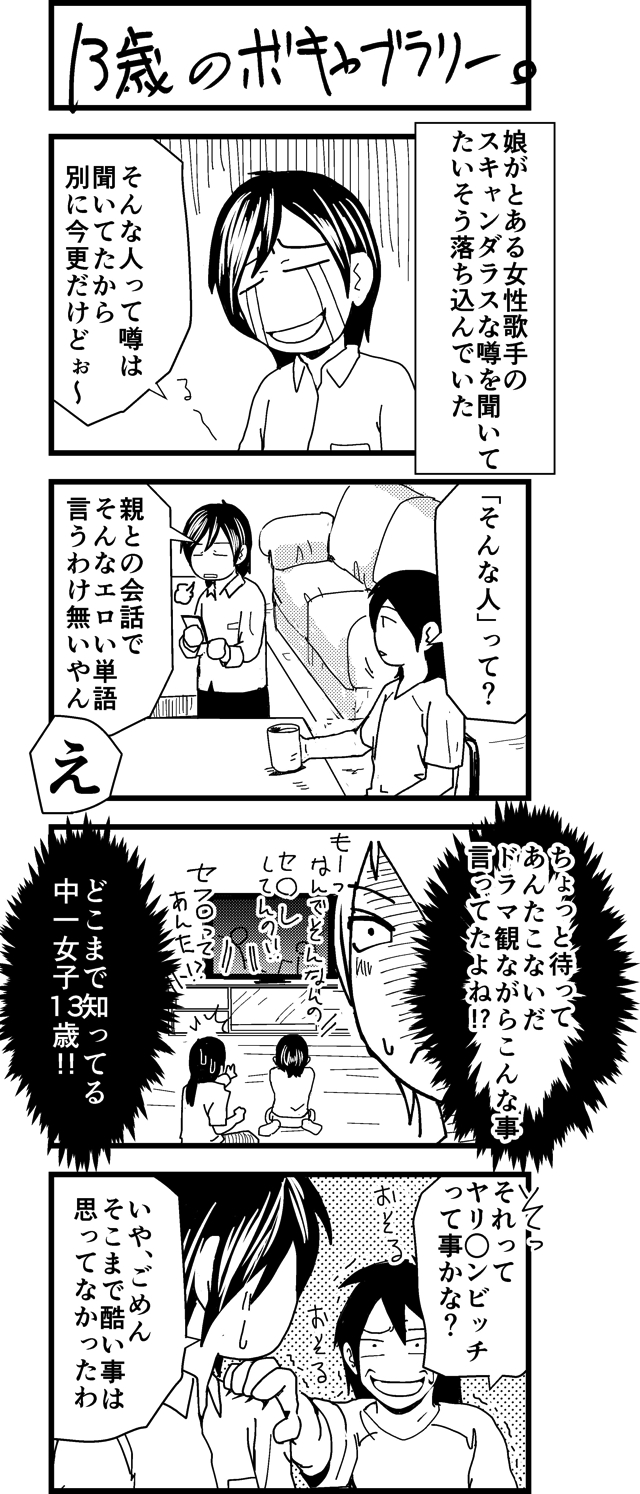 13歳のボキャブラリー。
娘がとある女性歌手の
スキャンダラスな噂を聞いて
たいそう落ち込んでいた
そんな人って噂は
聞いてたから
別に今更だけどぉ～
「そんな人」って？
親との会話で
そんなエロい単語
言うわけ無いやん
え
ちょっと待って
あんたこないだ
ドラマ観ながらこんな事
言ってたよね!?
もーっ
なんでそんなんの
セ〇レ
してんのっ!!
セフ〇って
あんた!?
どこまで知ってる
中一女子13歳!!
そっ
それって
ヤリ〇ンビッチ
って事かな？
おそる
おそる
いや、ごめん
そこまで酷い事は
思ってなかったわ